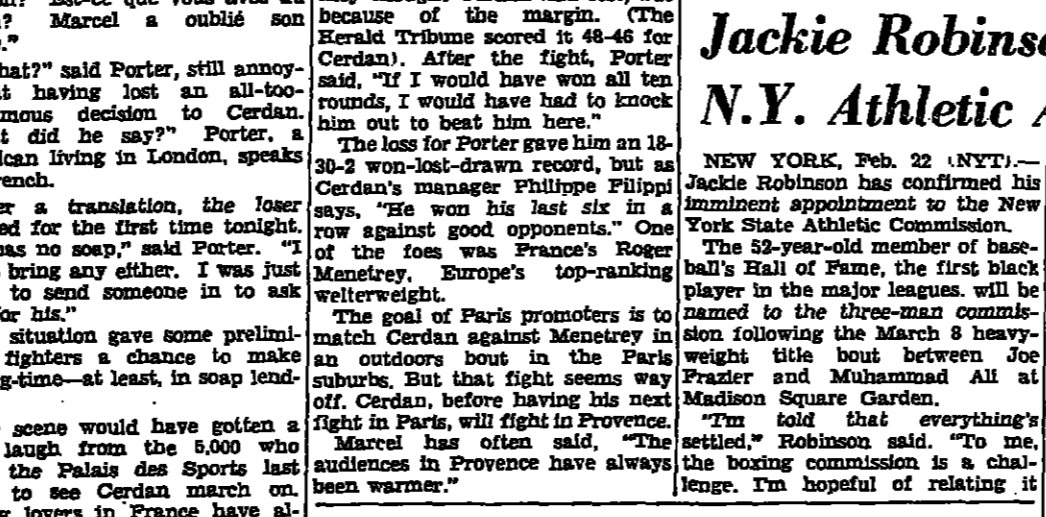 Marcel a oublié son
hat?" said Porter, still annoy-
t having lost an all-too-
mous decision to Cerdan.
t did he say?" Porter, a
ican living in London, speaks
ench.
er a translation, the loser
ed for the first time tonight.
as no soap," said Porter. "I
bring any either. I was just
to send someone in to ask
or his."
situation gave some prelimi-
fighters a chance to make
g-time—at least, in soap lend-
scene would have gotten a
laugh from the 5,000 who
the Palais des Sports last
to see Cerdan march on.
lovers in France have al-
because of the margin. (The
Herald Tribune scored it 48-46 for
Cerdan). After the fight, Porter
said, "If I would have won all ten
rounds, I would have had to knock
him out to beat him here."
The loss for Porter gave him an 18-
30-2 won-lost-drawn record, but as
Cerdan's manager Philippe Filippi
says, "He won his last six in a
row against good opponents." One
of the foes was France's Roger
Menetrey, Europe's top-ranking
welterweight.
The goal of Paris promoters is to
match Cerdan against Menetrey in
an outdoors bout in the Paris
suburbs. But that fight seems way
off. Cerdan, before having his next
fight in Paris, will fight in Provence.
Marcel has often said, "The
audiences in Provence have always
been warmer."
Jackie Robinso
N.Y. Athletic A
NEW YORK, Feb. 22 (NYT).—
Jackie Robinson has confirmed his
imminent appointment to the New
York State Athletic Commission.
The 52-year-old member of base-
ball's Hall of Fame, the first black
player in the major leagues. will be
named to the three-man commis-
sion following the March 8 heavy-
weight title bout between Joe
Frazier and Muhammad Ali at
Madison Square Garden.
"I'm told that everything's
settled," Robinson said. "To me,
the boxing commission is a chal-
lenge. I'm hopeful of relating it